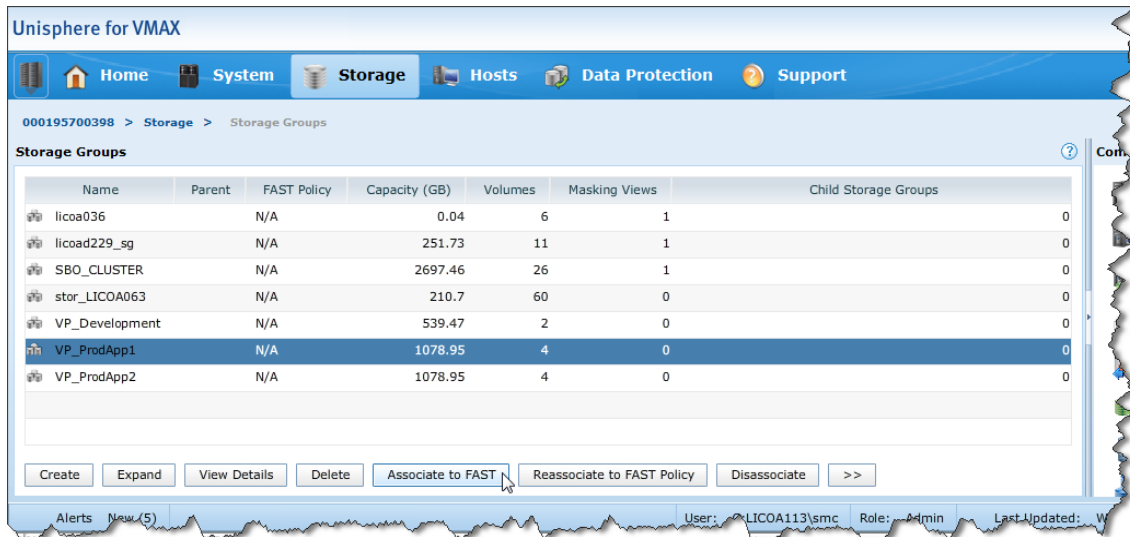 Unisphere for VMAX
Home System Storage Hosts Data Protection Support
000195700398 > Storage > Storage Groups
Storage Groups
Name Parent FAST Policy Capacity (GB) Volumes Masking Views Child Storage Groups
licoa036 N/A 0.04 6 1 0
licoad229_sg N/A 251.73 11 1 0
SBO_CLUSTER N/A 2697.46 26 1 0
stor_LICOA063 N/A 210.7 60 0 0
VP_Development N/A 539.47 2 0 0
VP_ProdApp1 N/A 1078.95 4 0 0
VP_ProdApp2 N/A 1078.95 4 0 0
Create Expand View Details Delete Associate to FAST Reassociate to FAST Policy Disassociate >>
Alerts New (5) User: LICOA113\smc Role: Admin Last Updated: